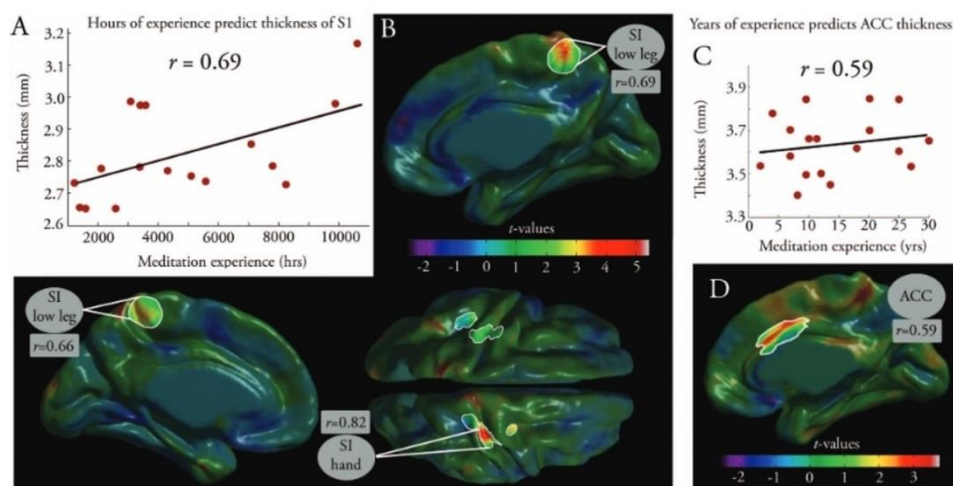 A
Hours of experience predict thickness of S1
r = 0.69
Thickness (mm)
3.2
3.1
3.0
2.9
2.8
2.7
2.6
2000 4000 6000 8000 10000
Meditation experience (hrs)
B
SI
low leg
r=0.69
t-values
-2 -1 0 1 2 3 4 5
Years of experience predicts ACC thickness
C
r = 0.59
Thickness (mm)
3.9
3.7
3.5
3.3
0 5 10 15 20 25 30
Meditation experience (yrs)
SI
low leg
r=0.66
r=0.82
SI
hand
D
ACC
r=0.59
t-values
-2 -1 0 1 2 3